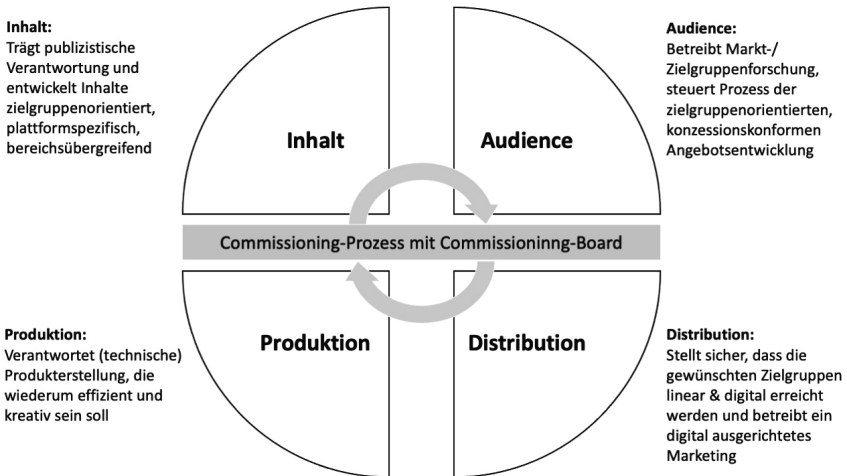 Inhalt:
Trägt publizistische
Verantwortung und
entwickelt Inhalte
zielgruppenorientiert,
plattformspezifisch,
bereichsübergreifend
Inhalt
Audience
Audience:
Betreibt Markt-/
Zielgruppenforschung,
steuert Prozess der
zielgruppenorientierten,
konzessionskonformen
Angebotsentwicklung
Commissioning-Prozess mit Commissioninng-Board
Produktion:
Verantwortet (technische)
Produkterstellung, die
wiederum effizient und
kreativ sein soll
Produktion
Distribution
Distribution:
Stellt sicher, dass die
gewünschten Zielgruppen
linear & digital erreicht
werden und betreibt ein
digital ausgerichtetes
Marketing